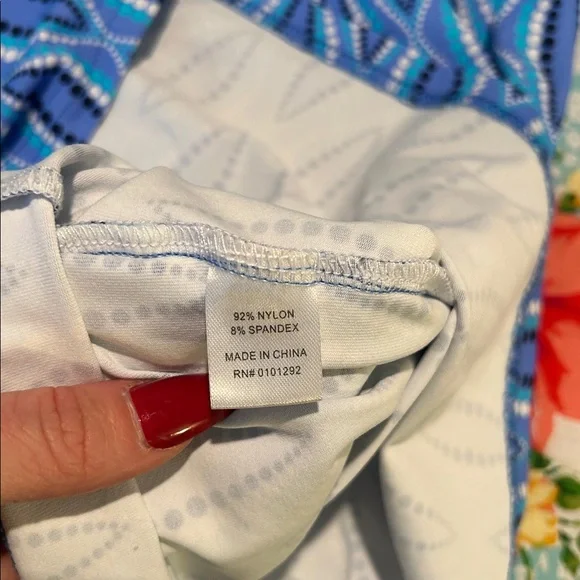 92% NYLON
8% SPANDEX
MADE IN CHINA
RN# 0101292